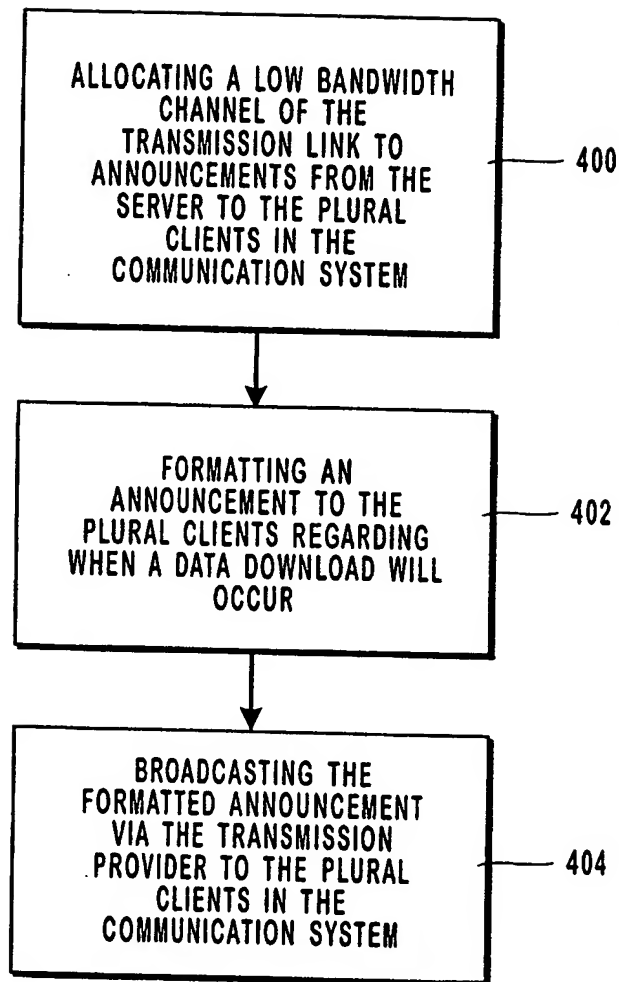 ALLOCATING A LOW BANDWIDTH
CHANNEL OF THE
TRANSMISSION LINK TO
ANNOUNCEMENTS FROM THE
SERVER TO THE PLURAL
CLIENTS IN THE
COMMUNICATION SYSTEM
400
FORMATTING AN
ANNOUNCEMENT TO THE
PLURAL CLIENTS REGARDING
WHEN A DATA DOWNLOAD WILL
OCCUR
402
BROADCASTING THE
FORMATTED ANNOUNCEMENT
VIA THE TRANSMISSION
PROVIDER TO THE PLURAL
CLIENTS IN THE
COMMUNICATION SYSTEM
404